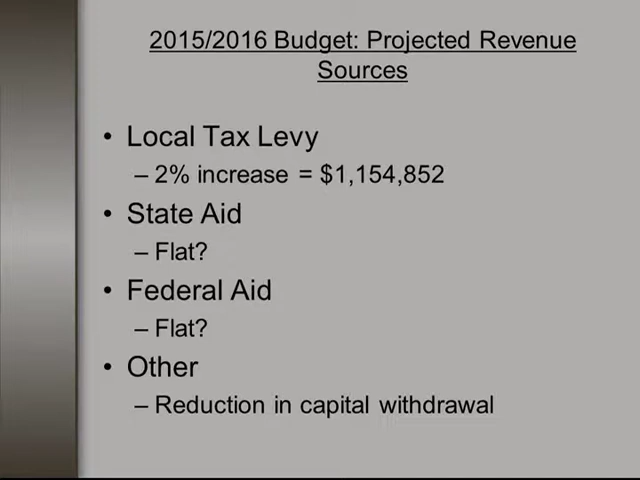 2015/2016 Budget: Projected Revenue
Sources
• Local Tax Levy
– 2% increase = $1,154,852
• State Aid
– Flat?
• Federal Aid
– Flat?
• Other
– Reduction in capital withdrawal